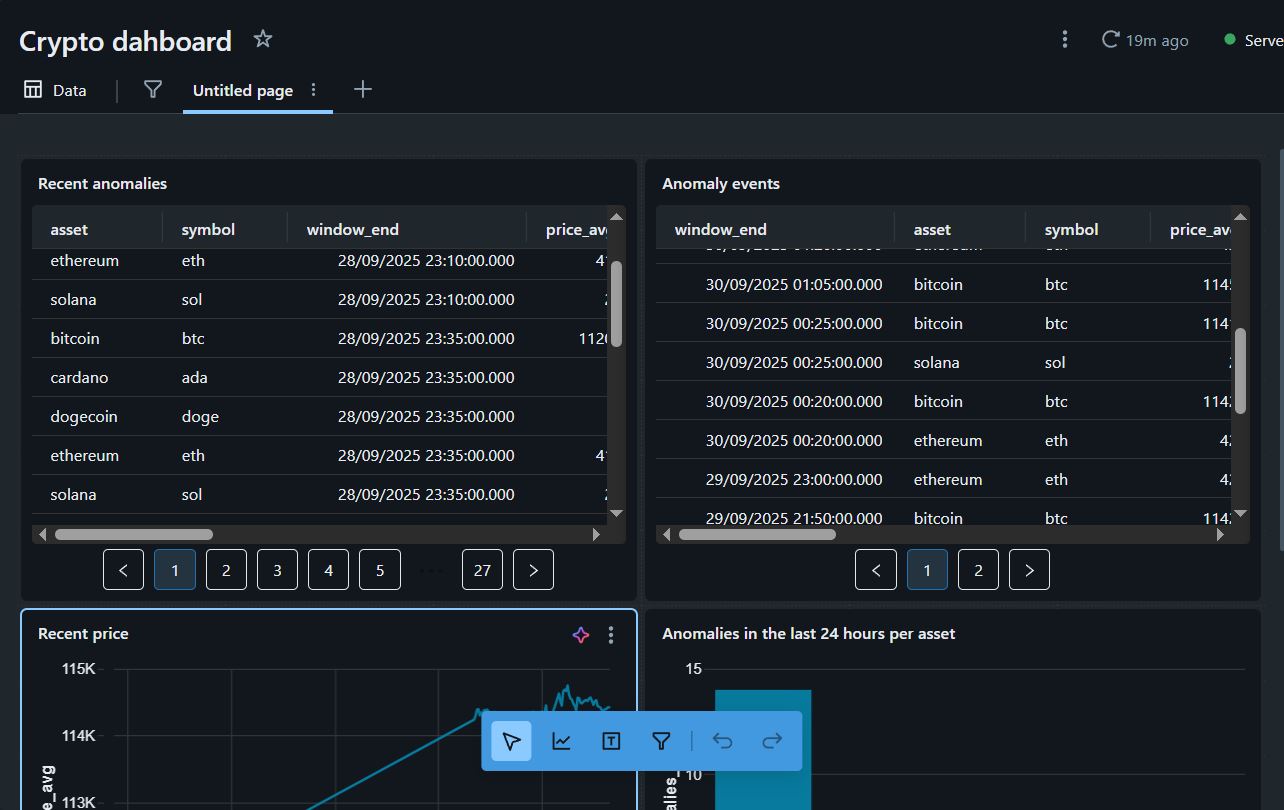 Crypto dahboard
19m ago
Serve
Data
Untitled page
Recent anomalies
asset symbol window_end price_av
ethereum eth 28/09/2025 23:10:00.000 4
solana sol 28/09/2025 23:10:00.000
bitcoin btc 28/09/2025 23:35:00.000 112
cardano ada 28/09/2025 23:35:00.000
dogecoin doge 28/09/2025 23:35:00.000
ethereum eth 28/09/2025 23:35:00.000 4
solana sol 28/09/2025 23:35:00.000
1 2 3 4 5 ... 27
Anomaly events
window_end asset symbol price_av
30/09/2025 01:05:00.000 bitcoin btc 114
30/09/2025 00:25:00.000 bitcoin btc 114
30/09/2025 00:25:00.000 solana sol
30/09/2025 00:20:00.000 bitcoin btc 114
30/09/2025 00:20:00.000 ethereum eth 4
29/09/2025 23:00:00.000 ethereum eth 4
29/09/2025 21:50:00.000 bitcoin btc 114
1 2
Recent price
115K
114K
113K
e_avg
Anomalies in the last 24 hours per asset
15
10
alies_